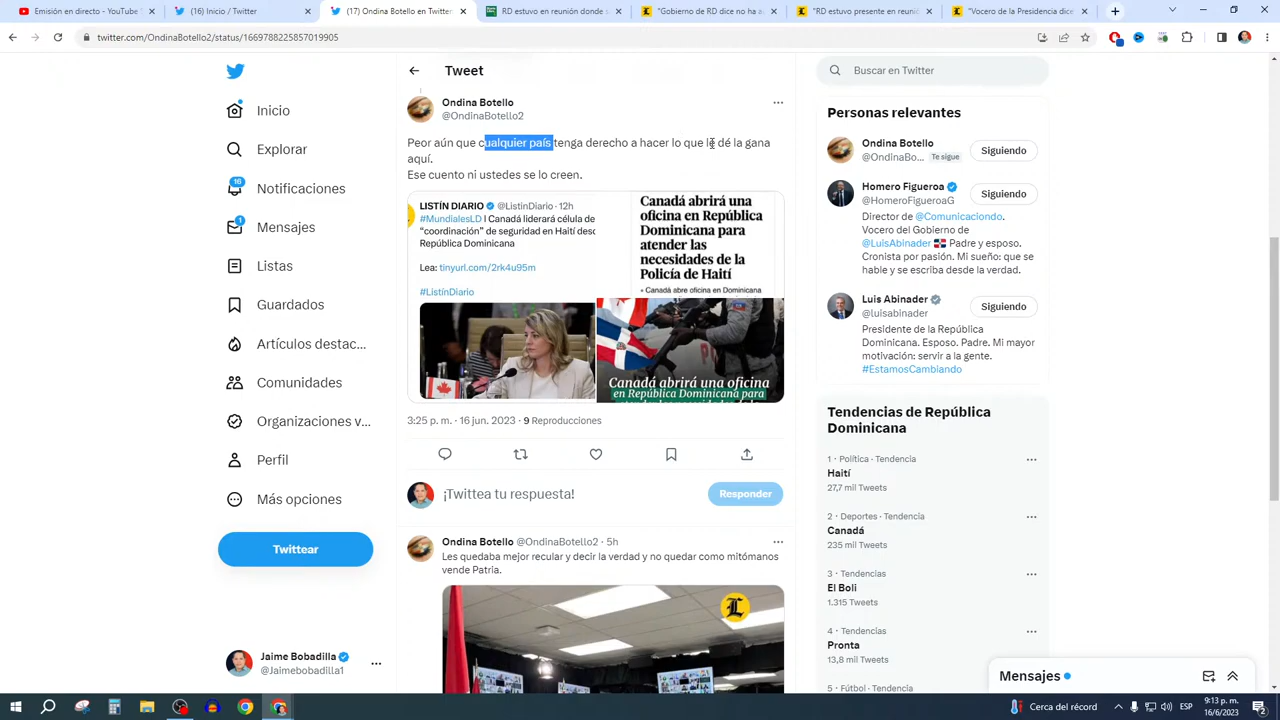 Emisión en directo - You
(2) Inicio / Twitter
(17) Ondina Botello on T
RD estuvo presente donde s
"Gobierno de RD niega a
"RD estuvo previsión
"Vocero de la Presidencia dice
twitter.com/OndinaBotello2/status/1669788225857019905
Inicio
Explorar
16
Notificaciones
1
Mensajes
Listas
Guardados
Artículos destac...
Comunidades
Organizaciones v...
Perfil
Más opciones
Twittear
Jaime Bobadilla
@Jaimebobadilla1
Tweet
Ondina Botello
@OndinaBotello2
Peor aún que cualquier país tenga derecho a hacer lo que le dé la gana
aquí.
Ese cuento ni ustedes se lo creen.
LISTÍN DIARIO @ListinDiario · 12h
#MundialesLD | Canadá liderará célula de
"coordinación" de seguridad en Haití desd
República Dominicana
Lea: tinyurl.com/2rk4u95m
#ListínDiario
Canadá abrirá una
oficina en República
Dominicana para
atender las
necesidades de la
Policía de Haití
• Canadá abre oficina en Dominicana
Canadá abrirá una oficina
en República Dominicana para
3:25 p. m. · 16 jun. 2023 · 9 Reproducciones
¡Twittea tu respuesta!
Responder
Ondina Botello @OndinaBotello2 · 5h
Les quedaba mejor recular y decir la verdad y no quedar como mitómanos
vende Patria.
L
Buscar en Twitter
Personas relevantes
Ondina Botello
@OndinaBo... Te sigue
Siguiendo
Homero Figueroa
@HomeroFigueroaG
Siguiendo
Director de @Comunicaciondo.
Vocero del Gobierno de
@LuisAbinader Padre y esposo.
Cronista por pasión. Mi sueño: que se
hable y se escriba desde la verdad.
Luis Abinader
@luisabinader
Siguiendo
Presidente de la República
Dominicana. Esposo. Padre. Mi mayor
motivación: servir a la gente.
#EstamosCambiando
Tendencias de República
Dominicana
1 · Política · Tendencia
Haití
27,7 mil Tweets
2 · Deportes · Tendencia
Canadá
235 mil Tweets
3 · Tendencias
El Boli
1.315 Tweets
4 · Tendencias
Pronta
13,8 mil Tweets
5 · Fútbol · Tendencia
Mensajes
Cerca del récord
ESP
9:13 p. m.
16/6/2023
2